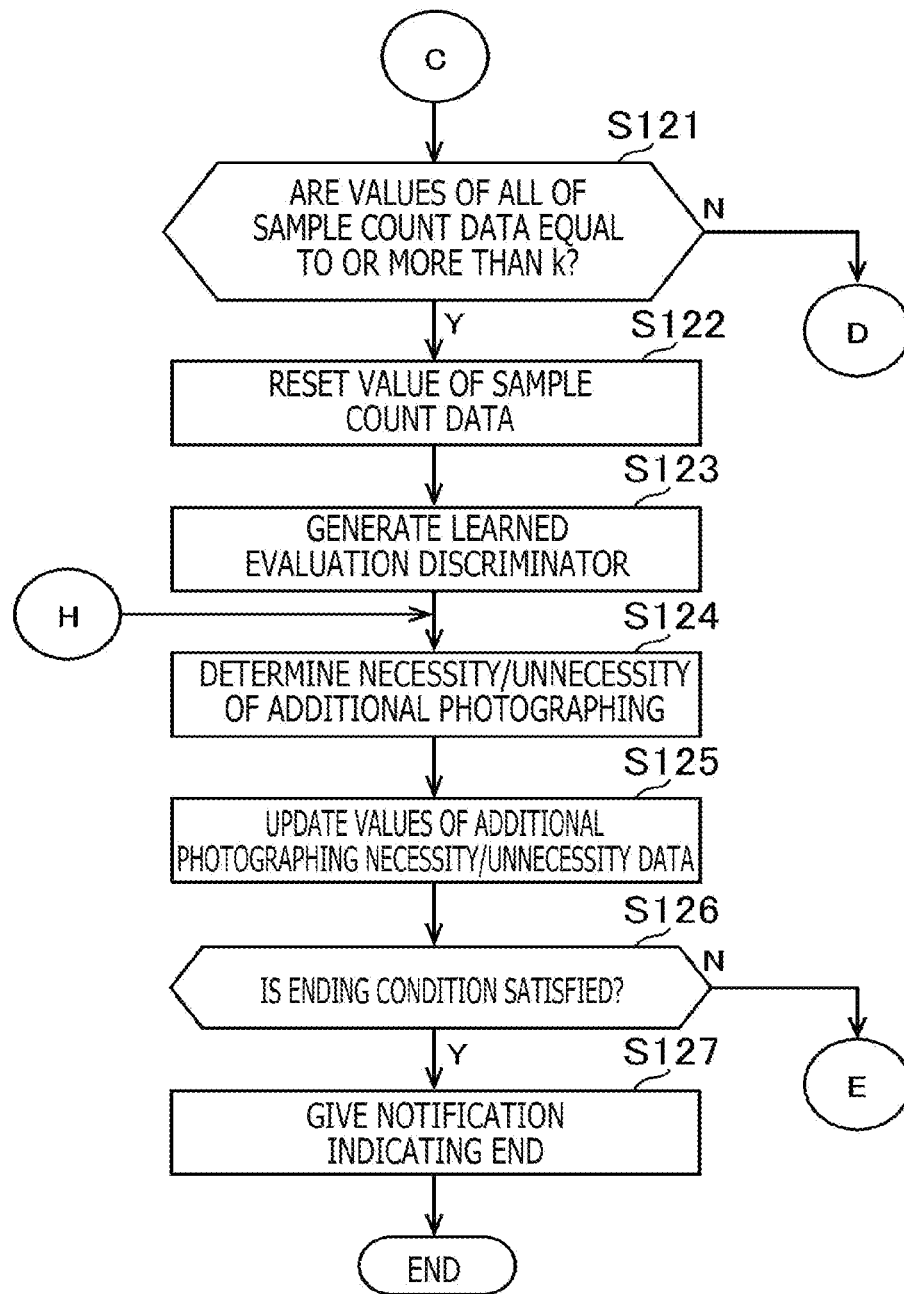 C
S121
ARE VALUES OF ALL OF
SAMPLE COUNT DATA EQUAL
TO OR MORE THAN k?
N
D
Y
S122
RESET VALUE OF SAMPLE
COUNT DATA
S123
GENERATE LEARNED
EVALUATION DISCRIMINATOR
H
S124
DETERMINE NECESSITY/UNNECESSITY
OF ADDITIONAL PHOTOGRAPHING
S125
UPDATE VALUES OF ADDITIONAL
PHOTOGRAPHING NECESSITY/UNNECESSITY DATA
S126
IS ENDING CONDITION SATISFIED?
N
E
Y
S127
GIVE NOTIFICATION
INDICATING END
END